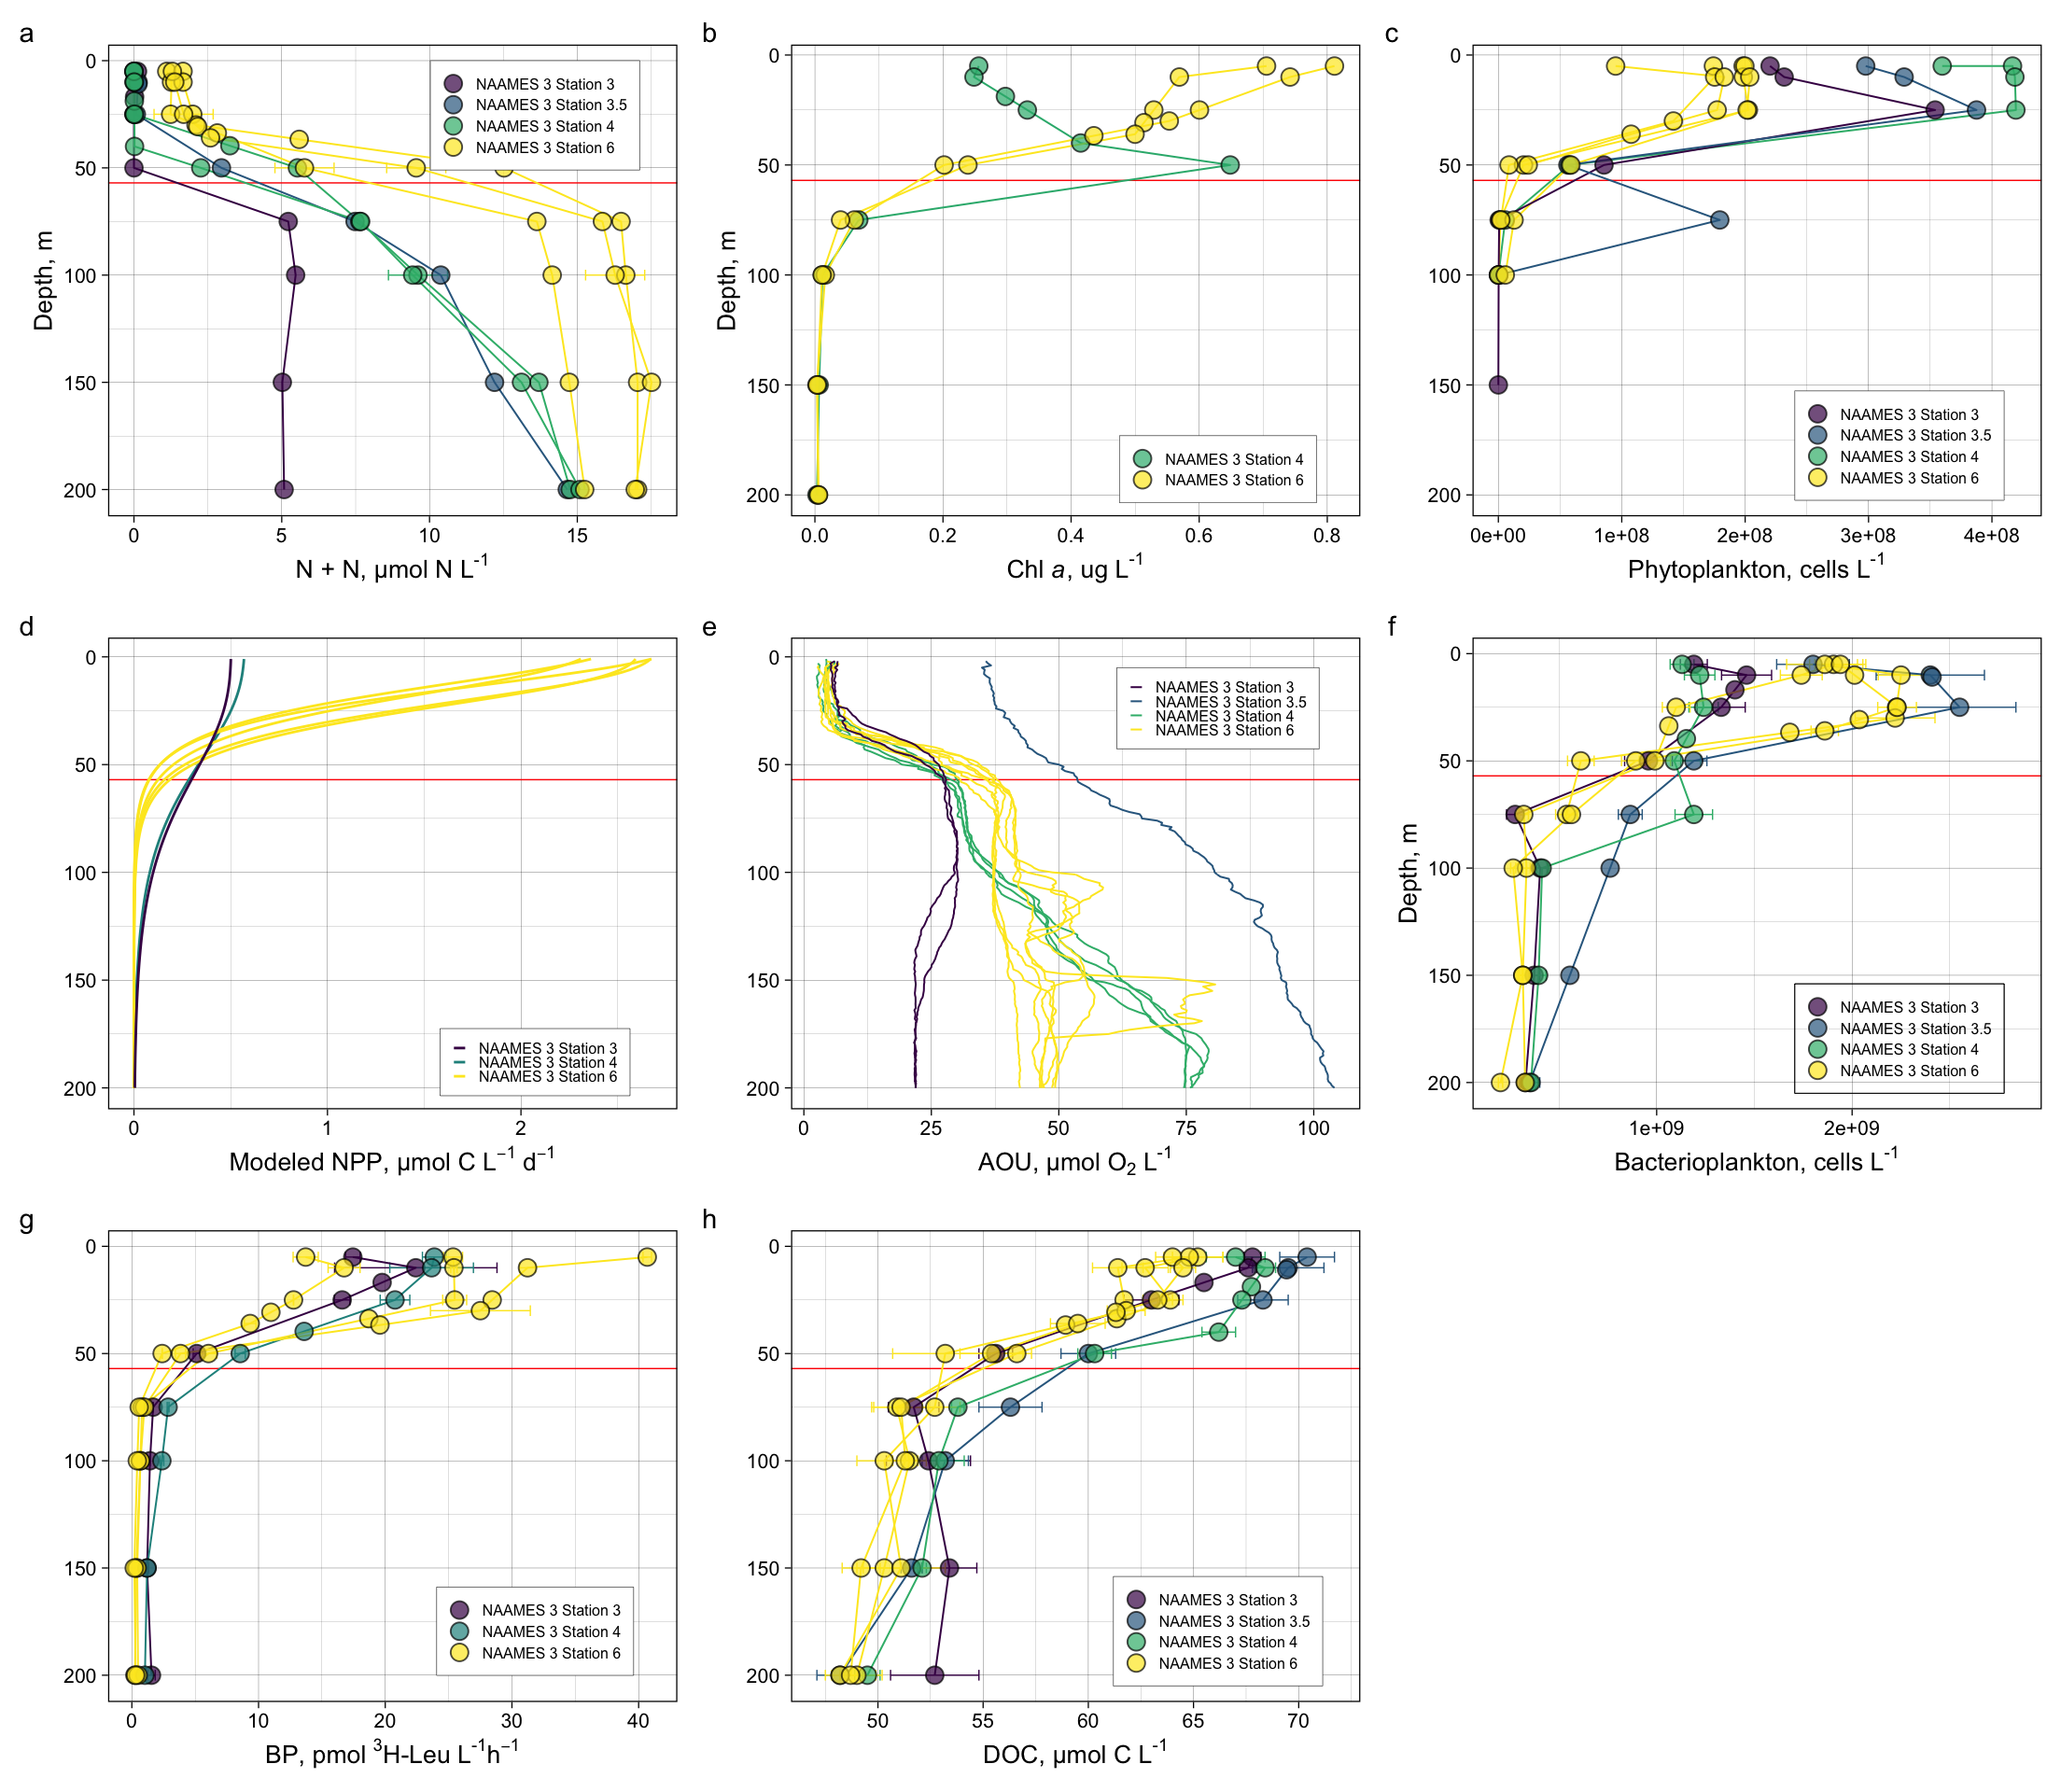 a
0
50
100
150
200
Depth, m
0 5 10 15
N + N, µmol N L-1
NAAMES 3 Station 3
NAAMES 3 Station 3.5
NAAMES 3 Station 4
NAAMES 3 Station 6
b
0
50
100
150
200
Depth, m
0.0 0.2 0.4 0.6 0.8
Chl a, ug L-1
NAAMES 3 Station 4
NAAMES 3 Station 6
c
0
50
100
150
200
0e+00 1e+08 2e+08 3e+08 4e+08
Phytoplankton, cells L-1
NAAMES 3 Station 3
NAAMES 3 Station 3.5
NAAMES 3 Station 4
NAAMES 3 Station 6
d
0
50
100
150
200
0 1 2
Modeled NPP, µmol C L−1 d−1
NAAMES 3 Station 3
NAAMES 3 Station 4
NAAMES 3 Station 6
e
0
50
100
150
200
0 25 50 75 100
AOU, µmol O2 L-1
NAAMES 3 Station 3
NAAMES 3 Station 3.5
NAAMES 3 Station 4
NAAMES 3 Station 6
f
0
50
100
150
200
Depth, m
1e+09 2e+09
Bacterioplankton, cells L-1
NAAMES 3 Station 3
NAAMES 3 Station 3.5
NAAMES 3 Station 4
NAAMES 3 Station 6
g
0
50
100
150
200
0 10 20 30 40
BP, pmol 3H-Leu L-1h−1
NAAMES 3 Station 3
NAAMES 3 Station 4
NAAMES 3 Station 6
h
0
50
100
150
200
50 55 60 65 70
DOC, µmol C L-1
NAAMES 3 Station 3
NAAMES 3 Station 3.5
NAAMES 3 Station 4
NAAMES 3 Station 6